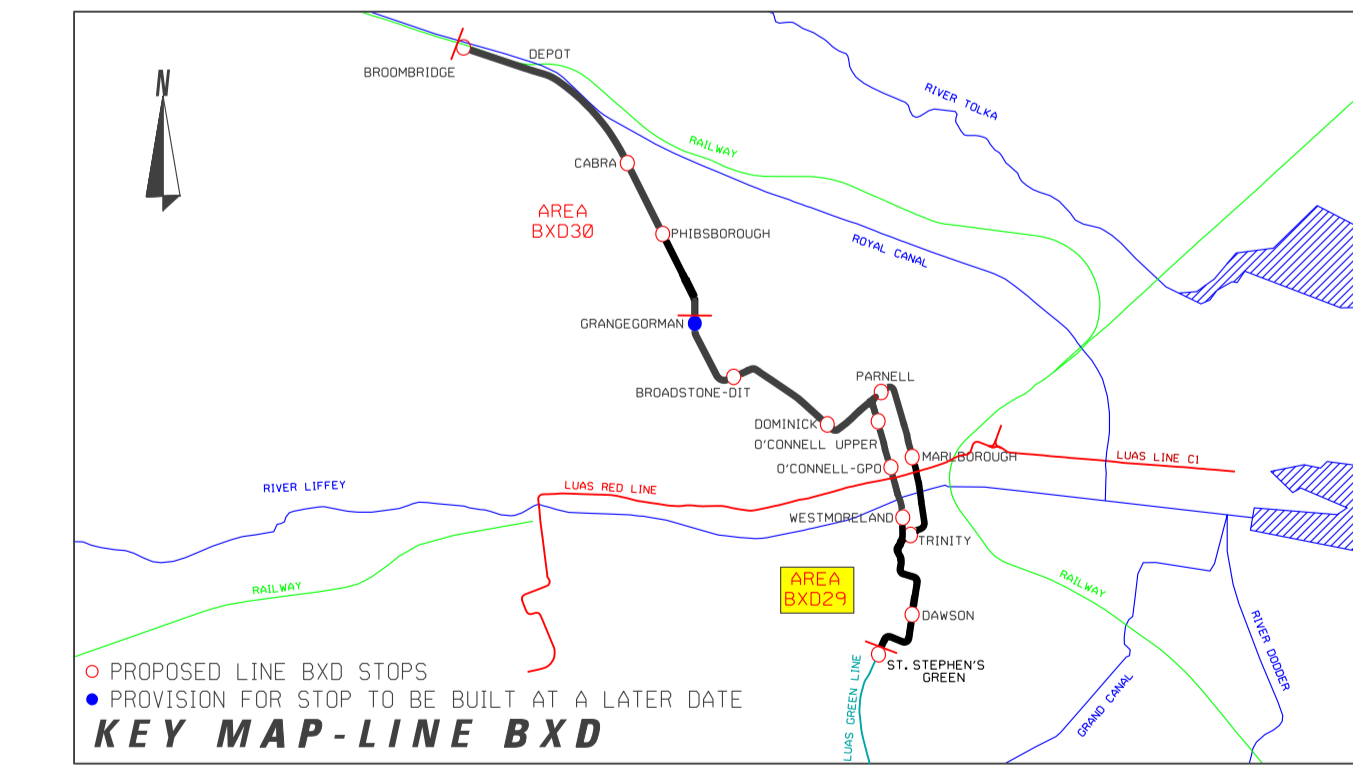 N
BROOMBRIDGE
DEPOT
RIVER TOLKA
RAILWAY
CABRA
AREA
BXD30
PHIBSBOROUGH
ROYAL CANAL
GRANGEGORMAN
BROADSTONE-DIT
PARNELL
DOMINICK
O'CONNELL UPPER
O'CONNELL-GPO
MARLBOROUGH
LUAS LINE C1
RIVER LIFFEY
LUAS RED LINE
WESTMORELAND
TRINITY
RAILWAY
AREA
BXD29
RAILWAY
DAWSON
RIVER DODDER
ST. STEPHEN'S
GREEN
LUAS GREEN LINE
GRAND CANAL
PROPOSED LINE BXD STOPS
PROVISION FOR STOP TO BE BUILT AT A LATER DATE
KEY MAP-LINE BXD